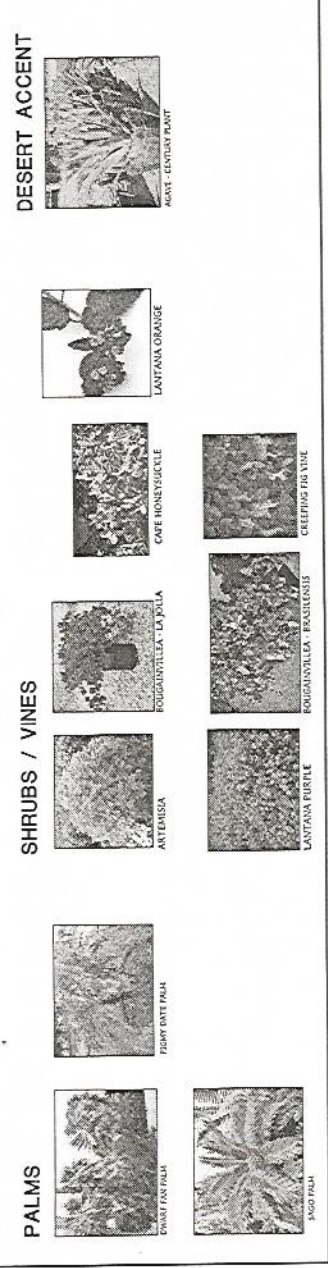 PALMS
DWARF FAN PALM
PIGMY DATE PALM
SAGO PALM
SHRUBS / VINES
ARTEMISIA
BOUGAINVILLEA - LA JOLLA
CAPE HONEYSUCKLE
LANTANA ORANGE
LANTANA PURPLE
BOUGAINVILLEA - BRASILENSIS
CREEPING FIG VINE
DESERT ACCENT
AGAVE - CENTURY PLANT